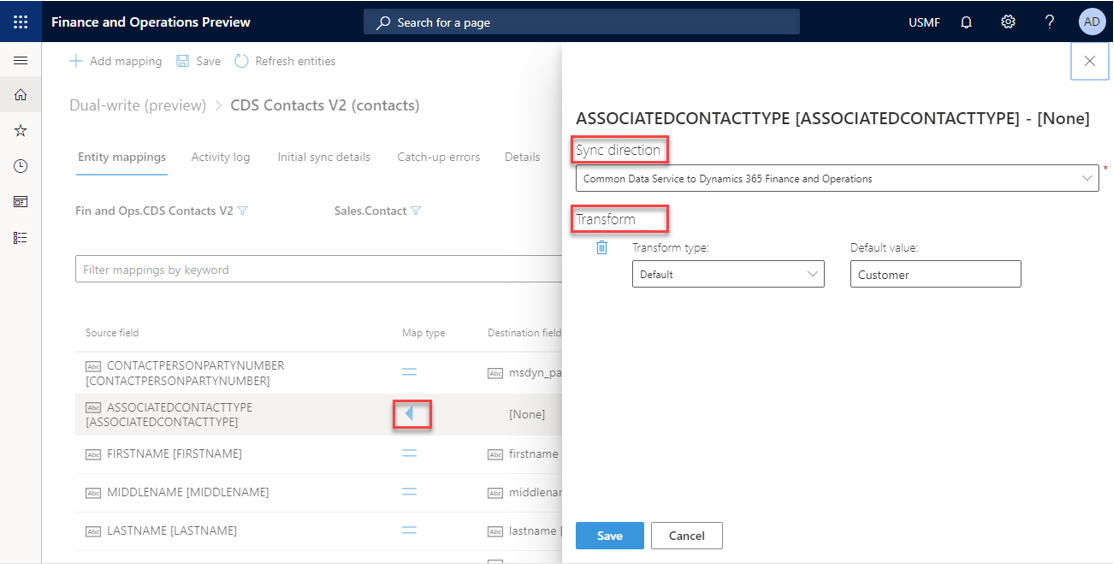 Finance and Operations Preview
Search for a page
USMF
?
AD
Add mapping
Save
Refresh entities
Dual-write (preview) > CDS Contacts V2 (contacts)
Entity mappings
Activity log
Initial sync details
Catch-up errors
Details
Fin and Ops.CDS Contacts V2
Sales.Contact
Filter mappings by keyword
Source field
Map type
Destination field
Abc CONTACTPERSONPARTYNUMBER
[CONTACTPERSONPARTYNUMBER]
Abc msdyn_pa
Abc ASSOCIATEDCONTACTTYPE
[ASSOCIATEDCONTACTTYPE]
[None]
Abc FIRSTNAME [FIRSTNAME]
Abc firstname
Abc MIDDLENAME [MIDDLENAME]
Abc middlenam
Abc LASTNAME [LASTNAME]
Abc lastname [
Abc
ASSOCIATEDCONTACTTYPE [ASSOCIATEDCONTACTTYPE] - [None]
Sync direction
Common Data Service to Dynamics 365 Finance and Operations
*
Transform
Transform type:
Default
Default value:
Customer
Save
Cancel